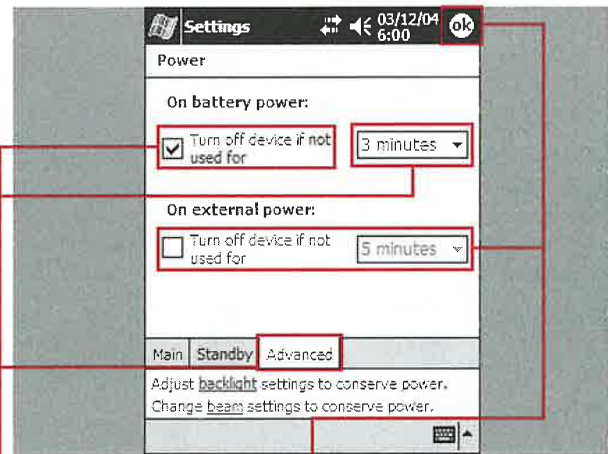 Settings
03/12/04
6:00
ok
Power
On battery power:
Turn off device if not
used for
3 minutes
On external power:
Turn off device if not
used for
5 minutes
Main Standby Advanced
Adjust backlight settings to conserve power.
Change beam settings to conserve power.